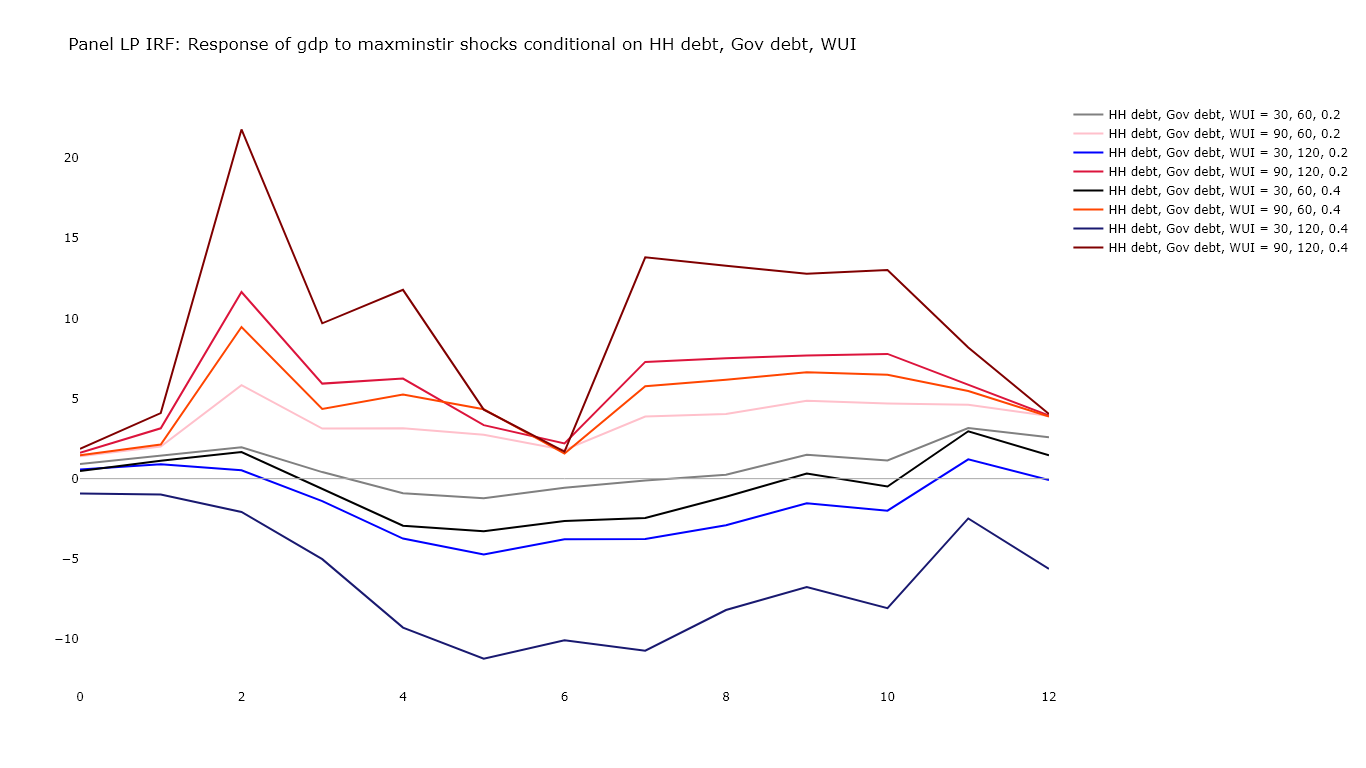 Panel LP IRF: Response of gdp to maxminstir shocks conditional on HH debt, Gov debt, WUI
HH debt, Gov debt, WUI = 30, 60, 0.2
HH debt, Gov debt, WUI = 90, 60, 0.2
HH debt, Gov debt, WUI = 30, 120, 0.2
HH debt, Gov debt, WUI = 90, 120, 0.2
HH debt, Gov debt, WUI = 30, 60, 0.4
HH debt, Gov debt, WUI = 90, 60, 0.4
HH debt, Gov debt, WUI = 30, 120, 0.4
HH debt, Gov debt, WUI = 90, 120, 0.4
20
15
10
5
0
−5
−10
0 2 4 6 8 10 12